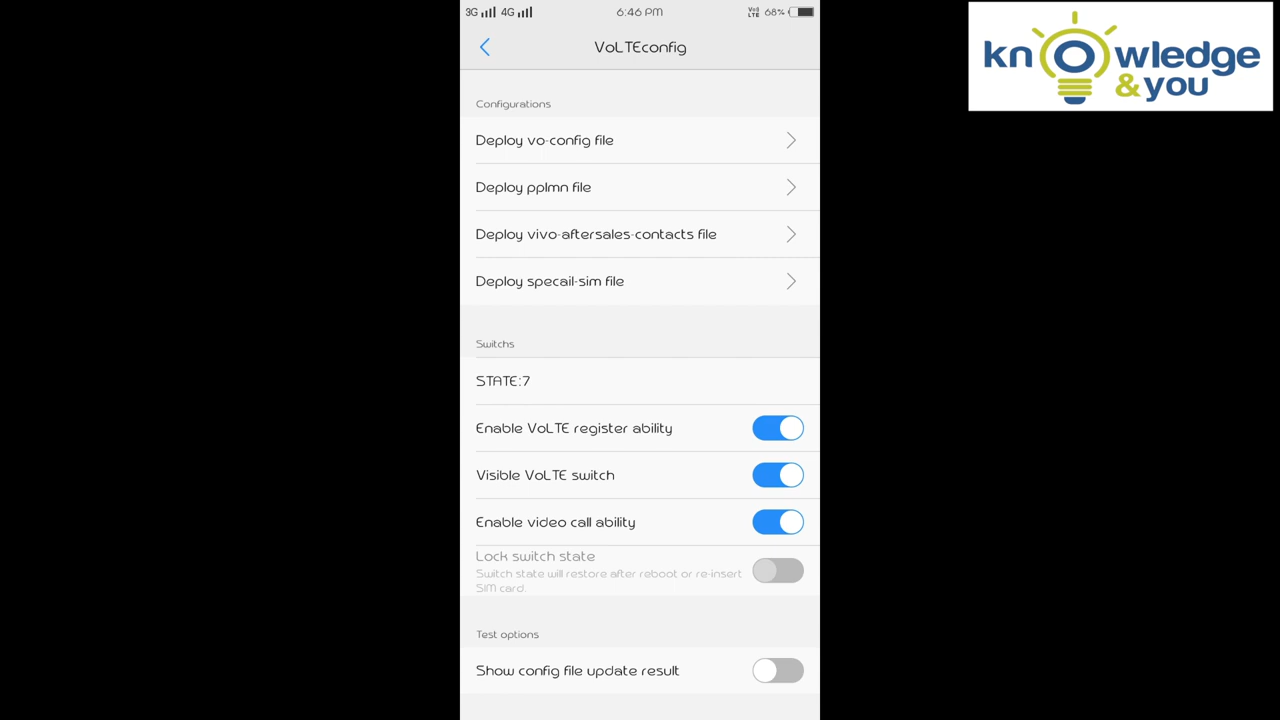 3G 4G 6:46 PM VoLTE 68%
VoLTEconfig
Configurations
Deploy vo-config file
Deploy pplmn file
Deploy vivo-aftersales-contacts file
Deploy specail-sim file
Switchs
STATE:7
Enable VoLTE register ability
Visible VoLTE switch
Enable video call ability
Lock switch state
Switch state will restore after reboot or re-insert
SIM card.
Test options
Show config file update result
knOwledge
&you